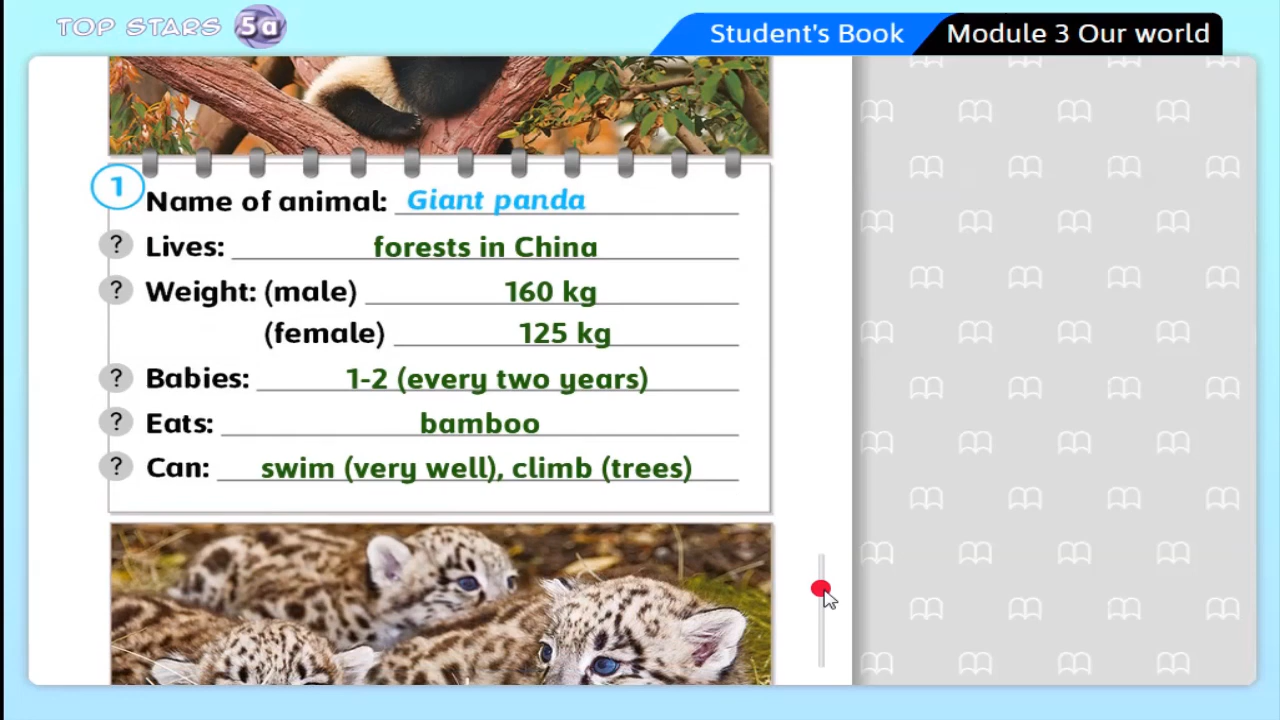 TOP STARS 5a
Student's Book
Module 3 Our world
1
Name of animal: Giant panda
? Lives: forests in China
? Weight: (male) 160 kg
(female) 125 kg
? Babies: 1-2 (every two years)
? Eats: bamboo
? Can: swim (very well), climb (trees)